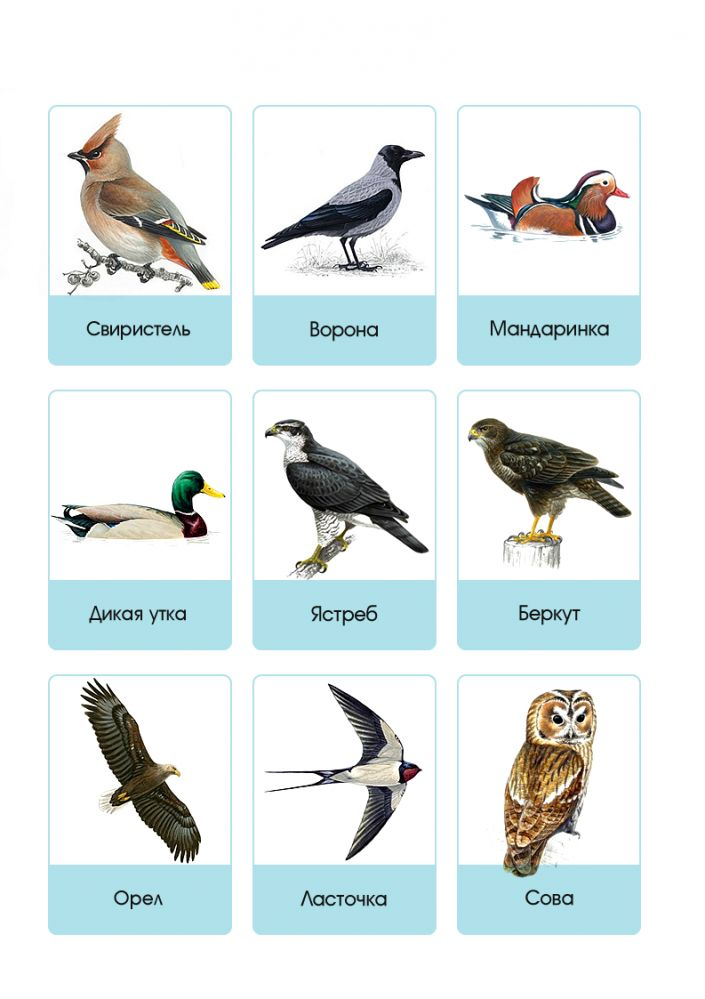 Свиристель
Ворона
Мандаринка
Дикая утка
Ястреб
Беркут
Орел
Ласточка
Сова